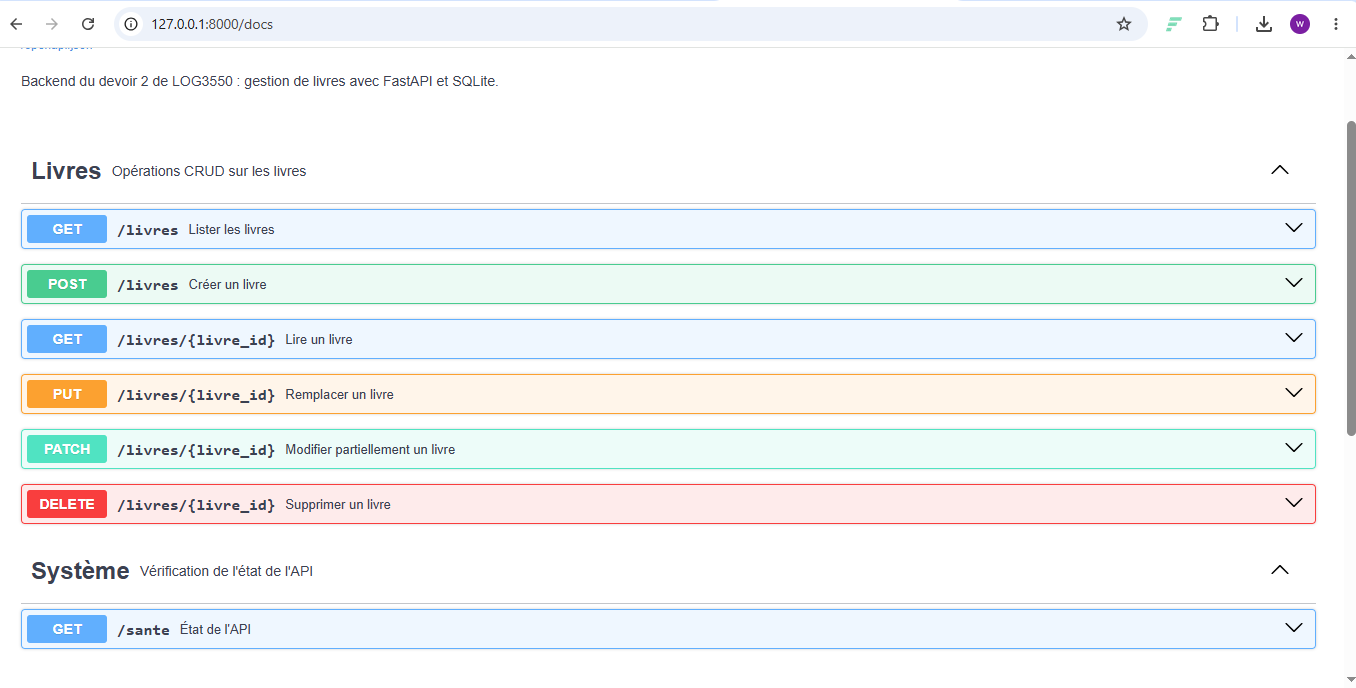 127.0.0.1:8000/docs
W
Backend du devoir 2 de LOG3550 : gestion de livres avec FastAPI et SQLite.
Livres Opérations CRUD sur les livres
GET /livres Lister les livres
POST /livres Créer un livre
GET /livres/{livre_id} Lire un livre
PUT /livres/{livre_id} Remplacer un livre
PATCH /livres/{livre_id} Modifier partiellement un livre
DELETE /livres/{livre_id} Supprimer un livre
Système Vérification de l'état de l'API
GET /sante État de l'API